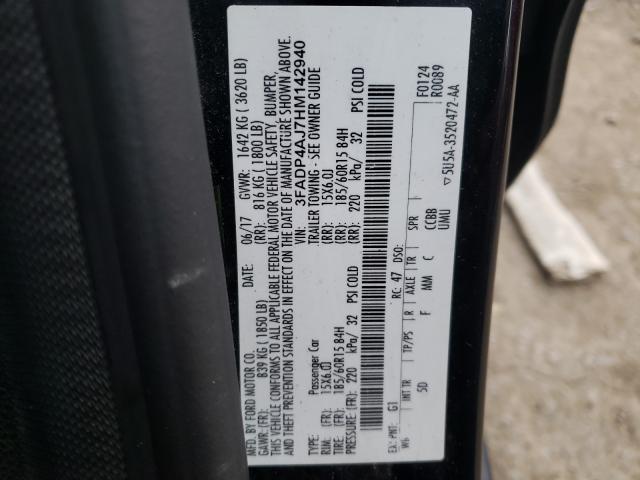 MFD. BY FORD MOTOR CO.
DATE: 06/17 GVWR: 1642 KG ( 3620 LB)
GAWR:(FR): 839 KG ( 1850 LB) (RR): 816 KG ( 1800 LB)
THIS VEHICLE CONFORMS TO ALL APPLICABLE FEDERAL MOTOR VEHICLE SAFETY, BUMPER,
AND THEFT PREVENTION STANDARDS IN EFFECT ON THE DATE OF MANUFACTURE SHOWN ABOVE.
VIN: 3FADP4AJ7HM142940
TYPE: Passenger Car TRAILER TOWING - SEE OWNER GUIDE
RIM: (FR): 15X6.0J (RR): 15X6.0J
TIRE: (FR): 185/60R15 84H (RR): 185/60R15 84H
PRESSURE:(FR): 220 kPa/ 32 PSI COLD (RR): 220 kPa/ 32 PSI COLD
EX.-PNT: G1 RC: 47 DSO: F0124
W6 INT TR TP/PS R AXLE TR SPR R0089
5D F MM C CCBB
UMU ▽5U5A-3520472-AA